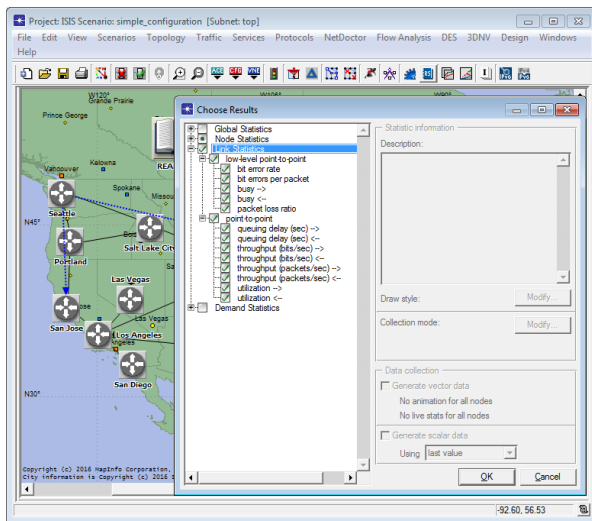 Project: ISIS Scenario: simple_configuration [Subnet: top]
File Edit View Scenarios Topology Traffic Services Protocols NetDoctor Flow Analysis DES 3DNV Design Windows
Help
W120°
Grande Prairie
Prince George
Kelowna
Vancouver
REA
Spokane
Missou
Seattle
N45°
Salt Lake City
Portland
Las Vegas
Las Vegas
San Jose
Los Angeles
San Diego
N30°
Copyright (c) 2016 MapInfo Corporation,
City information is Copyright (c) 2016
Choose Results
Global Statistics
Node Statistics
Link Statistics
low-level point-to-point
bit error rate
bit errors per packet
busy -->
busy <--
packet loss ratio
point-to-point
queuing delay (sec) -->
queuing delay (sec) <--
throughput (bits/sec) -->
throughput (bits/sec) <--
throughput (packets/sec) -->
throughput (packets/sec) <--
utilization -->
utilization <--
Demand Statistics
Statistic information
Description:
Draw style:
Modify...
Collection mode:
Modify...
Data collection
Generate vector data
No animation for all nodes
No live stats for all nodes
Generate scalar data
Using last value
OK
Cancel
-92.60, 56.53